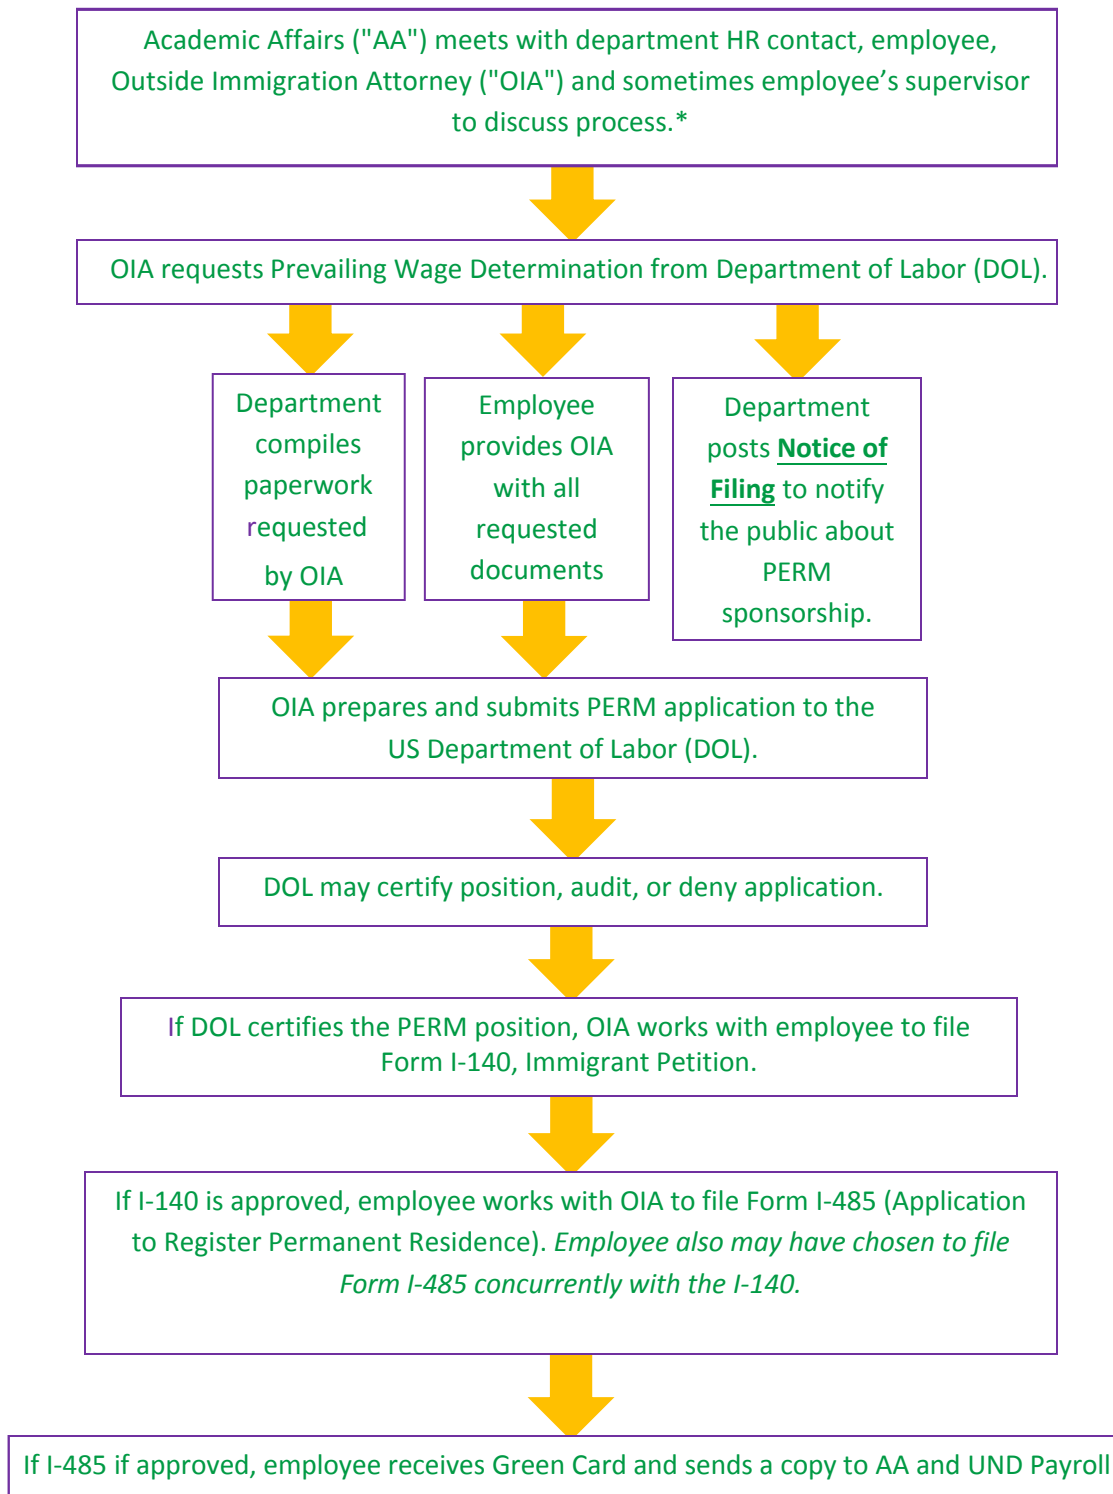 Academic Affairs ("AA") meets with department HR contact, employee,
Outside Immigration Attorney ("OIA") and sometimes employee’s supervisor
to discuss process.*
OIA requests Prevailing Wage Determination from Department of Labor (DOL).
Department
compiles
paperwork
requested
by OIA
Employee
provides OIA
with all
requested
documents
Department
posts Notice of
Filing to notify
the public about
PERM
sponsorship.
OIA prepares and submits PERM application to the
US Department of Labor (DOL).
DOL may certify position, audit, or deny application.
If DOL certifies the PERM position, OIA works with employee to file
Form I-140, Immigrant Petition.
If I-140 is approved, employee works with OIA to file Form I-485 (Application
to Register Permanent Residence). Employee also may have chosen to file
Form I-485 concurrently with the I-140.
If I-485 if approved, employee receives Green Card and sends a copy to AA and UND Payroll